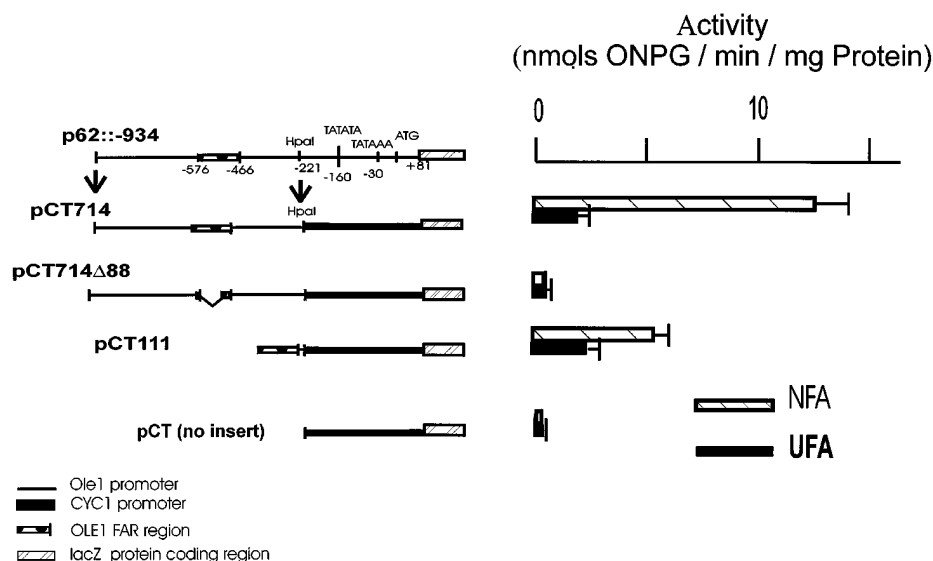 Activity
(nmols ONPG / min / mg Protein)
0 10
p62::-934
HpaI
TATATA
TATAAA
ATG
-576 -466 -221 -160 -30 +81
pCT714
HpaI
pCT714Δ88
pCT111
pCT (no insert)
NFA
UFA
Ole1 promoter
CYC1 promoter
OLE1 FAR region
lacZ protein coding region